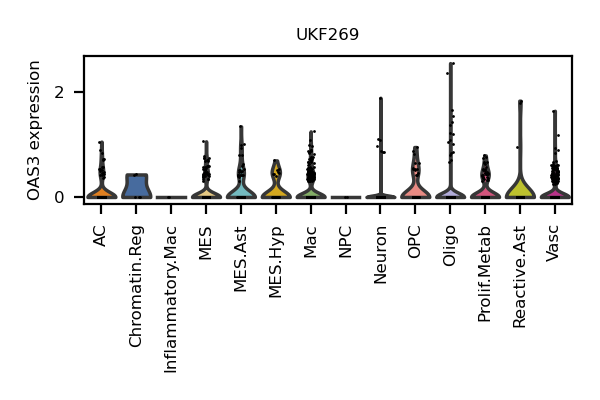 UKF269
OAS3 expression
2
0
AC
Chromatin.Reg
Inflammatory.Mac
MES
MES.Ast
MES.Hyp
Mac
NPC
Neuron
OPC
Oligo
Prolif.Metab
Reactive.Ast
Vasc